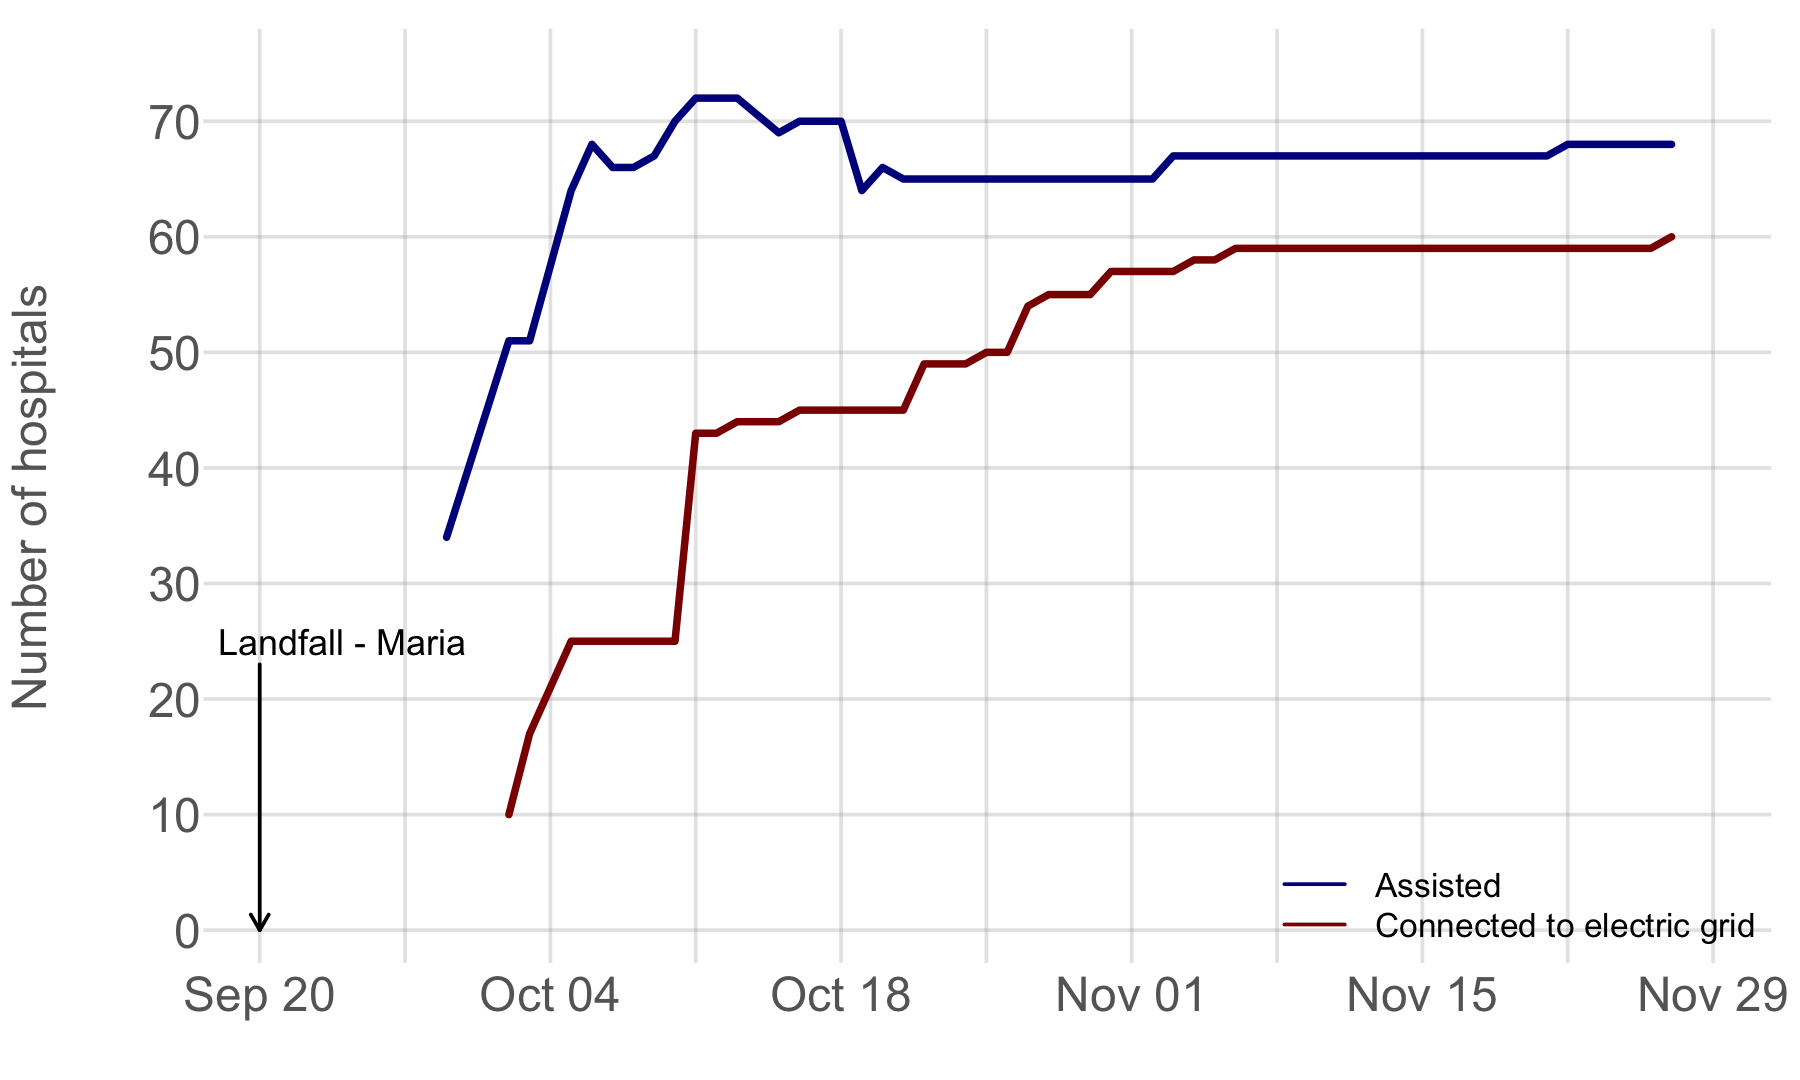 Number of hospitals
70
60
50
40
30
20
10
0
Landfall - Maria
Assisted
Connected to electric grid
Sep 20
Oct 04
Oct 18
Nov 01
Nov 15
Nov 29